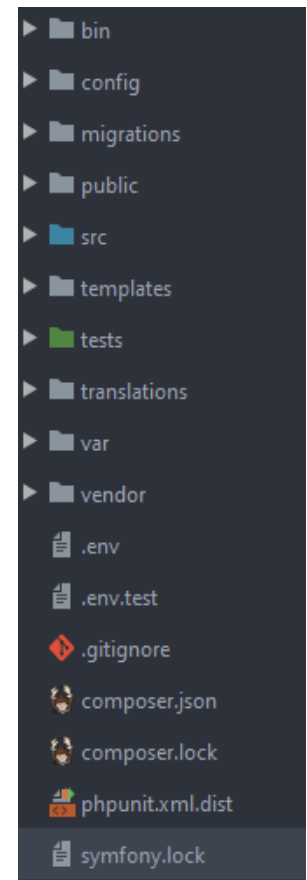 bin
config
migrations
public
src
templates
tests
translations
var
vendor
.env
.env.test
.gitignore
composer.json
composer.lock
phpunit.xml.dist
symfony.lock